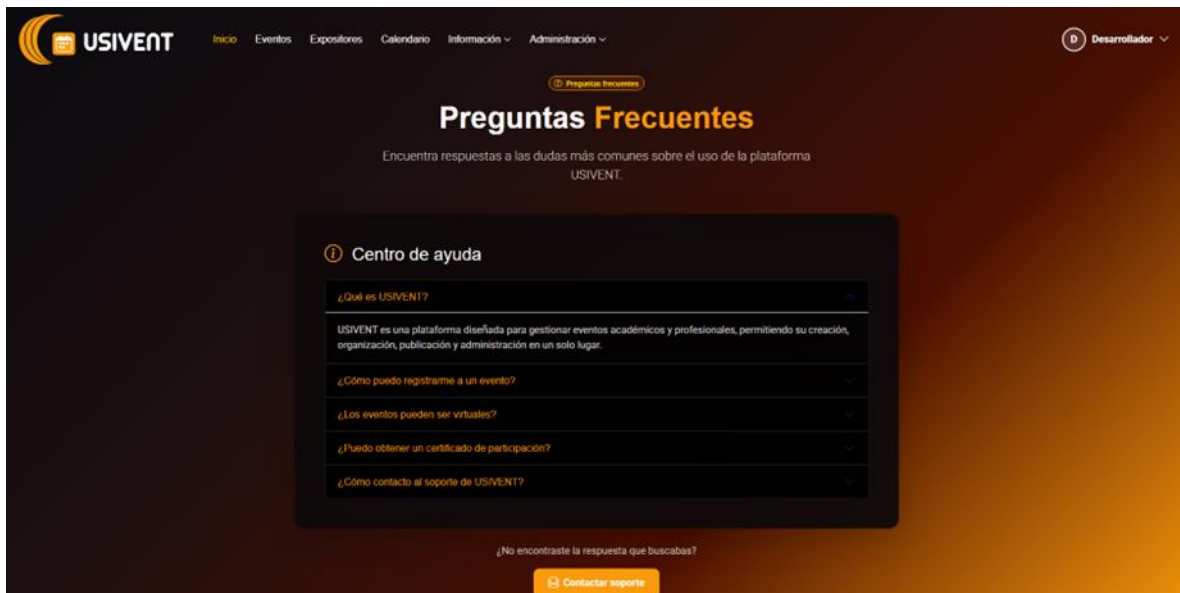 USIVENT
Inicio Eventos Expositores Calendario Información Administración
D Desarrollador
Preguntas frecuentes
Preguntas Frecuentes
Encuentra respuestas a las dudas más comunes sobre el uso de la plataforma
USIVENT.
Centro de ayuda
¿Qué es USIVENT?
USIVENT es una plataforma diseñada para gestionar eventos académicos y profesionales, permitiendo su creación,
organización, publicación y administración en un solo lugar.
¿Cómo puedo registrarme a un evento?
¿Los eventos pueden ser virtuales?
¿Puedo obtener un certificado de participación?
¿Cómo contacto al soporte de USIVENT?
¿No encontraste la respuesta que buscabas?
Contactar soporte